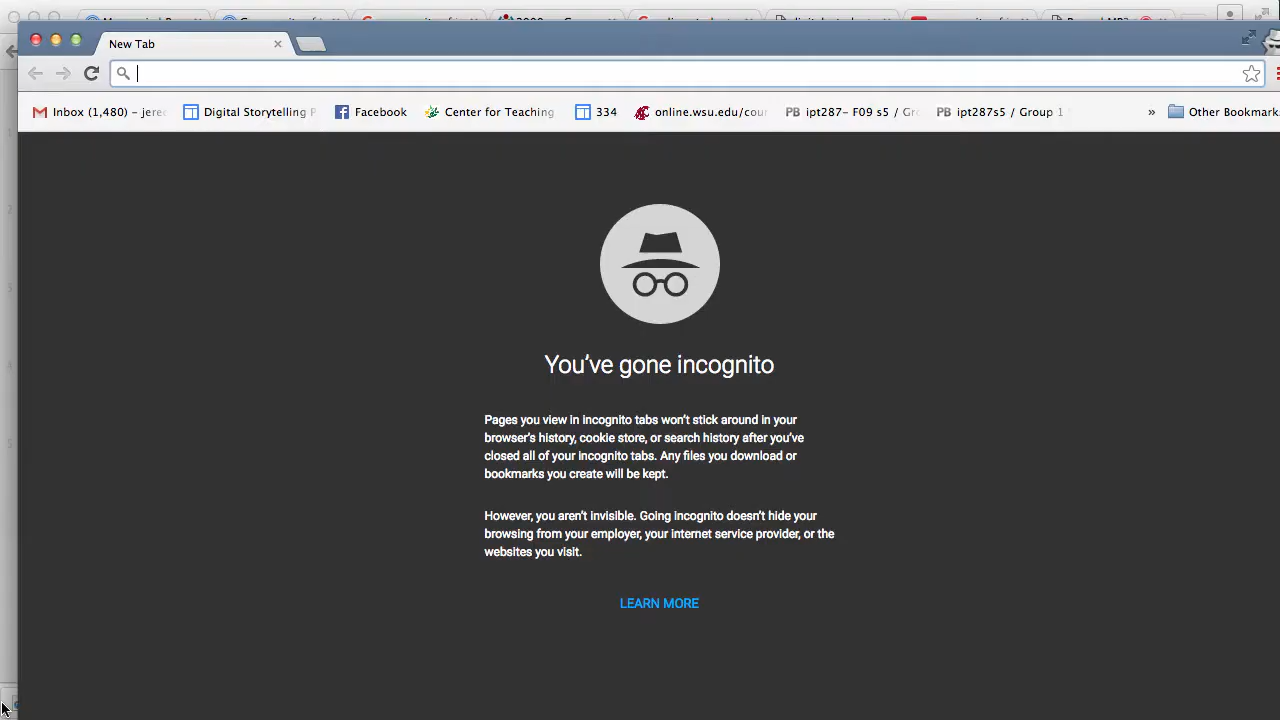 New Tab
Inbox (1,480) – jere
Digital Storytelling P
Facebook
Center for Teaching
334
online.wsu.edu/cou
PB ipt287– F09 s5 / Gr
PB ipt287s5 / Group 1
»
Other Bookmark
You've gone incognito
Pages you view in incognito tabs won't stick around in your
browser's history, cookie store, or search history after you've
closed all of your incognito tabs. Any files you download or
bookmarks you create will be kept.
However, you aren't invisible. Going incognito doesn't hide your
browsing from your employer, your internet service provider, or the
websites you visit.
LEARN MORE